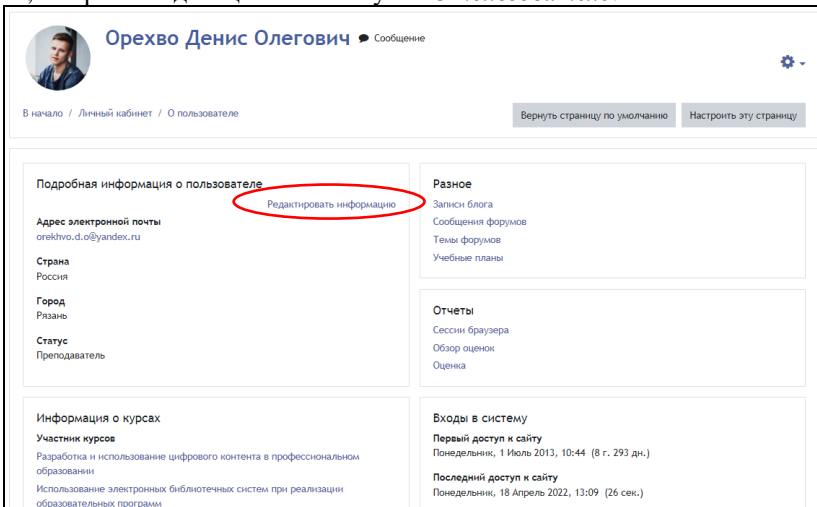 Орехво Денис Олегович Сообщение
В начало / Личный кабинет / О пользователе
Вернуть страницу по умолчанию Настроить эту страницу
Подробная информация о пользователе
Редактировать информацию
Адрес электронной почты
orekhvo.d.o@yandex.ru
Страна
Россия
Город
Рязань
Статус
Преподаватель
Разное
Записи блога
Сообщения форумов
Темы форумов
Учебные планы
Отчеты
Сессии браузера
Обзор оценок
Оценка
Информация о курсах
Участник курсов
Разработка и использование цифрового контента в профессиональном
образовании
Использование электронных библиотечных систем при реализации
образовательных программ
Входы в систему
Первый доступ к сайту
Понедельник, 1 Июль 2013, 10:44 (8 г. 293 дн.)
Последний доступ к сайту
Понедельник, 18 Апрель 2022, 13:09 (26 сек.)